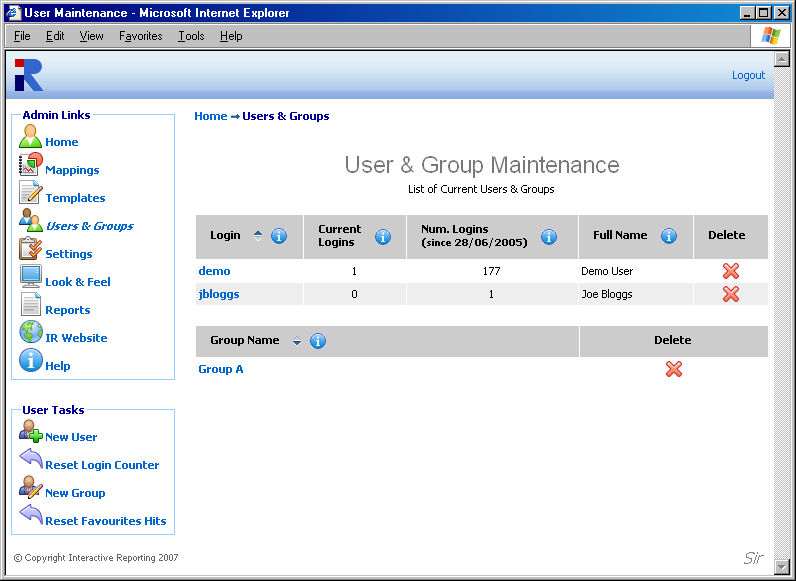 User Maintenance - Microsoft Internet Explorer
File Edit View Favorites Tools Help
iR
Logout
Admin Links
Home
Mappings
Templates
Users & Groups
Settings
Look & Feel
Reports
IR Website
Help
User Tasks
New User
Reset Login Counter
New Group
Reset Favourites Hits
Home → Users & Groups
User & Group Maintenance
List of Current Users & Groups
Login Current Logins Num. Logins (since 28/06/2005) Full Name Delete
demo 1 177 Demo User
jbloggs 0 1 Joe Bloggs
Group Name Delete
Group A
© Copyright Interactive Reporting 2007
Sir